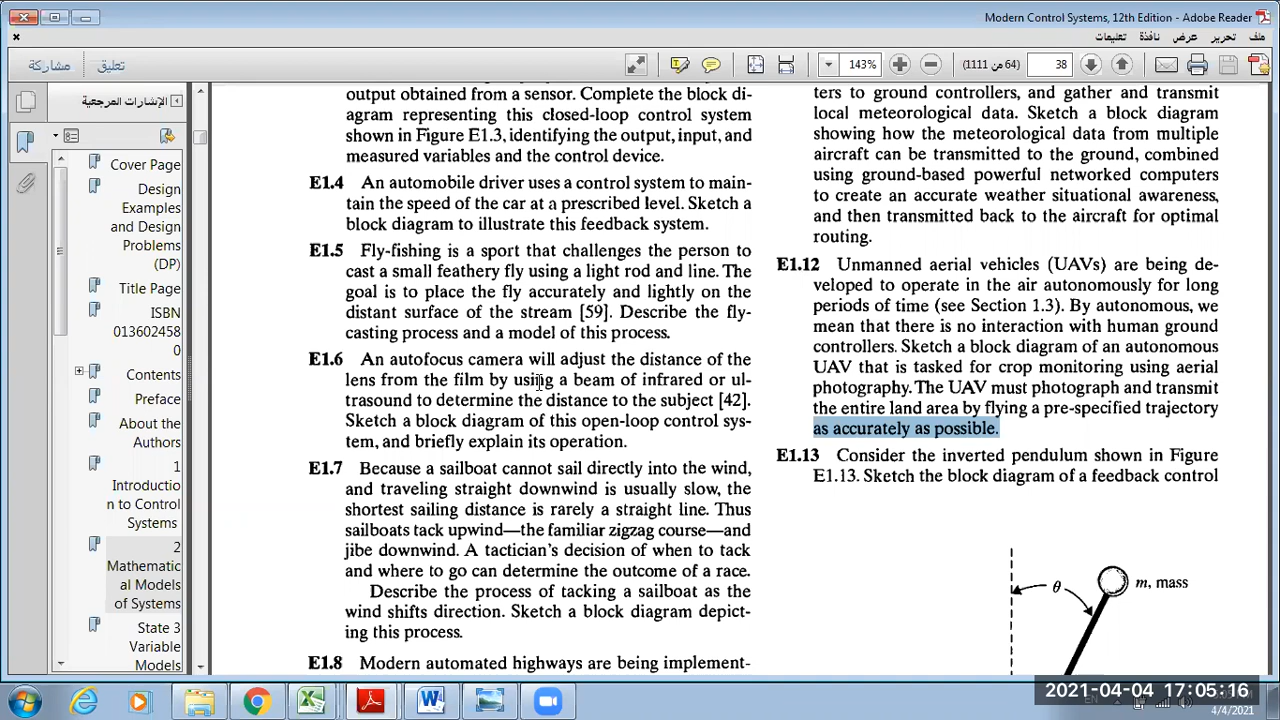 Modern Control Systems, 12th Edition - Adobe Reader
ملف تحرير عرض نافذة تعليمات
مشاركة تعليق 143% (64 من 1111) 38
الإشارات المرجعية
Cover Page
Design
Examples
and Design
Problems
(DP)
Title Page
ISBN
013602458
0
Contents
Preface
About the
Authors
1
Introductio
n to Control
Systems
2
Mathematic
al Models
of Systems
State 3
Variable
Models
output obtained from a sensor. Complete the block di-
agram representing this closed-loop control system
shown in Figure E1.3, identifying the output, input, and
measured variables and the control device.
E1.4 An automobile driver uses a control system to main-
tain the speed of the car at a prescribed level. Sketch a
block diagram to illustrate this feedback system.
E1.5 Fly-fishing is a sport that challenges the person to
cast a small feathery fly using a light rod and line. The
goal is to place the fly accurately and lightly on the
distant surface of the stream [59]. Describe the fly-
casting process and a model of this process.
E1.6 An autofocus camera will adjust the distance of the
lens from the film by using a beam of infrared or ul-
trasound to determine the distance to the subject [42].
Sketch a block diagram of this open-loop control sys-
tem, and briefly explain its operation.
E1.7 Because a sailboat cannot sail directly into the wind,
and traveling straight downwind is usually slow, the
shortest sailing distance is rarely a straight line. Thus
sailboats tack upwind—the familiar zigzag course—and
jibe downwind. A tactician's decision of when to tack
and where to go can determine the outcome of a race.
Describe the process of tacking a sailboat as the
wind shifts direction. Sketch a block diagram depict-
ing this process.
E1.8 Modern automated highways are being implement-
ters to ground controllers, and gather and transmit
local meteorological data. Sketch a block diagram
showing how the meteorological data from multiple
aircraft can be transmitted to the ground, combined
using ground-based powerful networked computers
to create an accurate weather situational awareness,
and then transmitted back to the aircraft for optimal
routing.
E1.12 Unmanned aerial vehicles (UAVs) are being de-
veloped to operate in the air autonomously for long
periods of time (see Section 1.3). By autonomous, we
mean that there is no interaction with human ground
controllers. Sketch a block diagram of an autonomous
UAV that is tasked for crop monitoring using aerial
photography. The UAV must photograph and transmit
the entire land area by flying a pre-specified trajectory
as accurately as possible.
E1.13 Consider the inverted pendulum shown in Figure
E1.13. Sketch the block diagram of a feedback control
θ
m, mass
2021-04-04 17:05:16
EN
4/4/2021